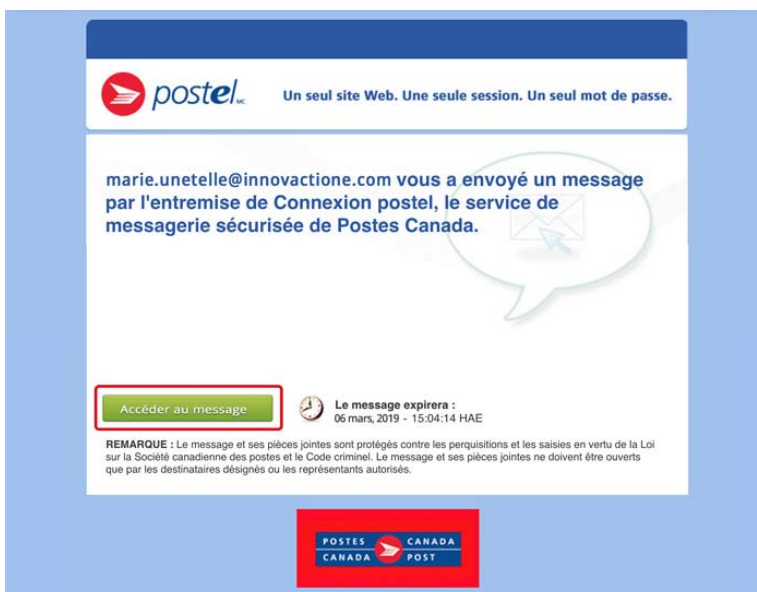 postel MC
Un seul site Web. Une seule session. Un seul mot de passe.
marie.unetelle@innovactione.com vous a envoyé un message
par l'entremise de Connexion postel, le service de
messagerie sécurisée de Postes Canada.
Accéder au message
Le message expirera :
06 mars, 2019 - 15:04:14 HAE
REMARQUE : Le message et ses pièces jointes sont protégés contre les perquisitions et les saisies en vertu de la Loi
sur la Société canadienne des postes et le Code criminel. Le message et ses pièces jointes ne doivent être ouverts
que par les destinataires désignés ou les représentants autorisés.
POSTES CANADA
CANADA POST